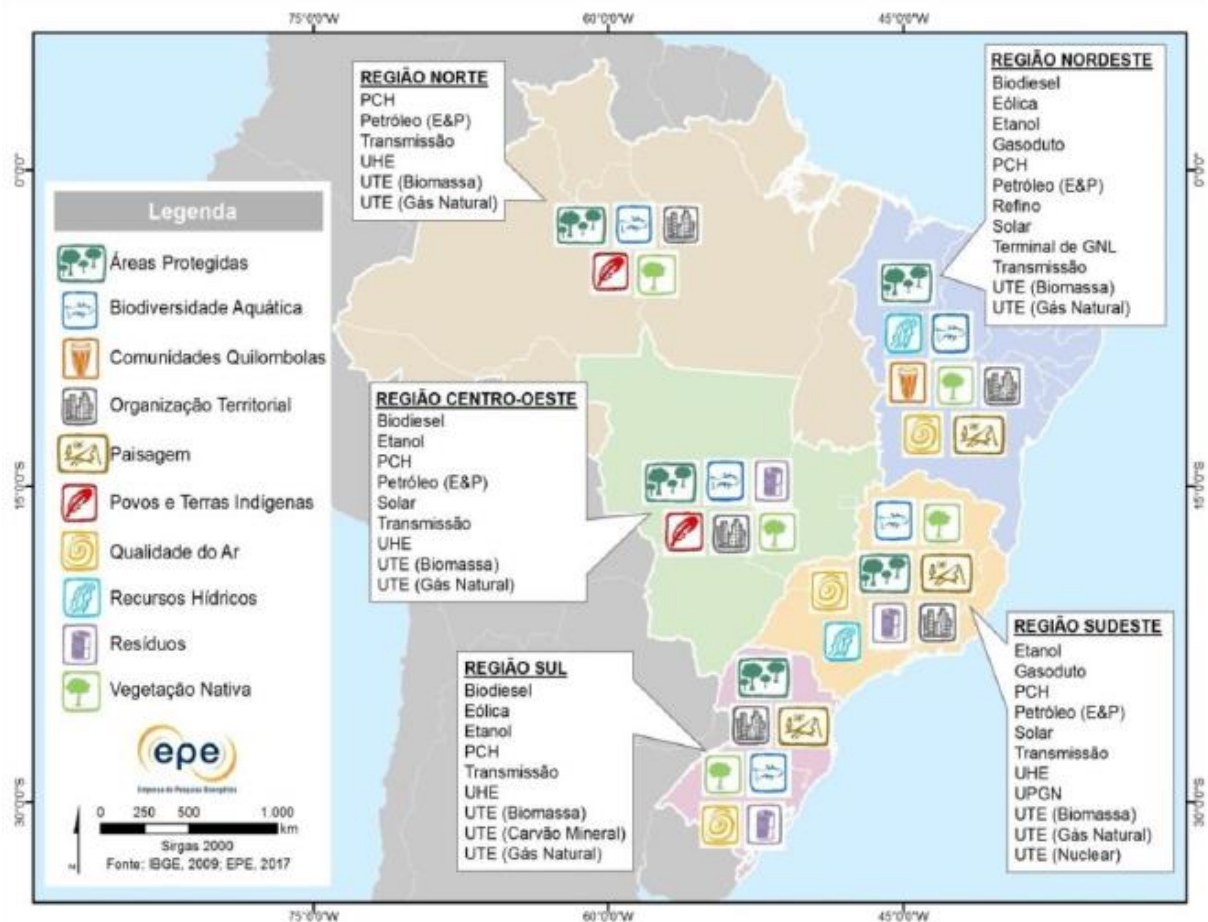 75°0'0"W
60°0'0"W
45°0'0"W
0°0'0"
15°0'0"S
30°0'0"S
REGIÃO NORTE
PCH
Petróleo (E&P)
Transmissão
UHE
UTE (Biomassa)
UTE (Gás Natural)
REGIÃO NORDESTE
Biodiesel
Eólica
Etanol
Gasoduto
PCH
Petróleo (E&P)
Refino
Solar
Terminal de GNL
Transmissão
UTE (Biomassa)
UTE (Gás Natural)
Legenda
Áreas Protegidas
Biodiversidade Aquática
Comunidades Quilombolas
Organização Territorial
Paisagem
Povos e Terras Indígenas
Qualidade do Ar
Recursos Hídricos
Resíduos
Vegetação Nativa
epe
Empresa de Pesquisa Energética
0 250 500 1.000
km
Sirgas 2000
Fonte: IBGE, 2009; EPE, 2017
REGIÃO CENTRO-OESTE
Biodiesel
Etanol
PCH
Petróleo (E&P)
Solar
Transmissão
UHE
UTE (Biomassa)
UTE (Gás Natural)
REGIÃO SUL
Biodiesel
Eólica
Etanol
PCH
Transmissão
UHE
UTE (Biomassa)
UTE (Carvão Mineral)
UTE (Gás Natural)
REGIÃO SUDESTE
Etanol
Gasoduto
PCH
Petróleo (E&P)
Solar
Transmissão
UHE
UPGN
UTE (Biomassa)
UTE (Gás Natural)
UTE (Nuclear)
0°0'0"
15°0'0"S
30°0'0"S
75°0'0"W
60°0'0"W
45°0'0"W